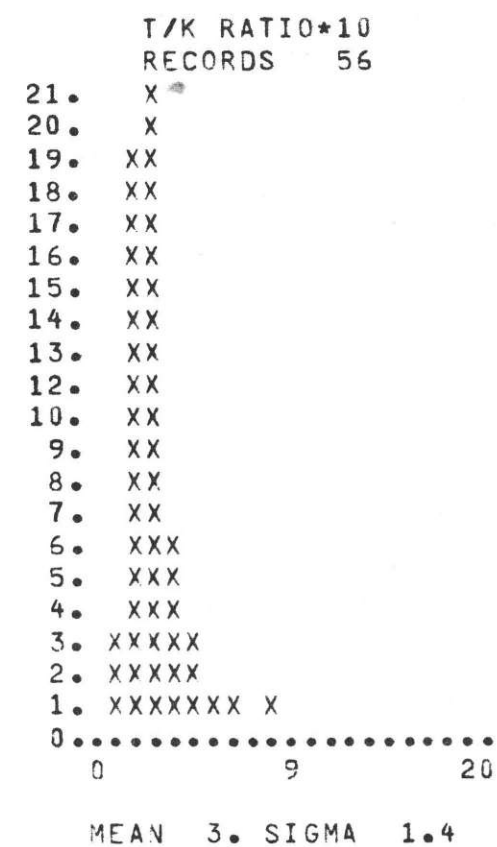 T/K RATIO*10
RECORDS 56
21. X
20. X
19. XX
18. XX
17. XX
16. XX
15. XX
14. XX
13. XX
12. XX
10. XX
9. XX
8. XX
7. XX
6. XXX
5. XXX
4. XXX
3. XXXXX
2. XXXXX
1. XXXXXXX X
0......................
0 9 20
MEAN 3. SIGMA 1.4